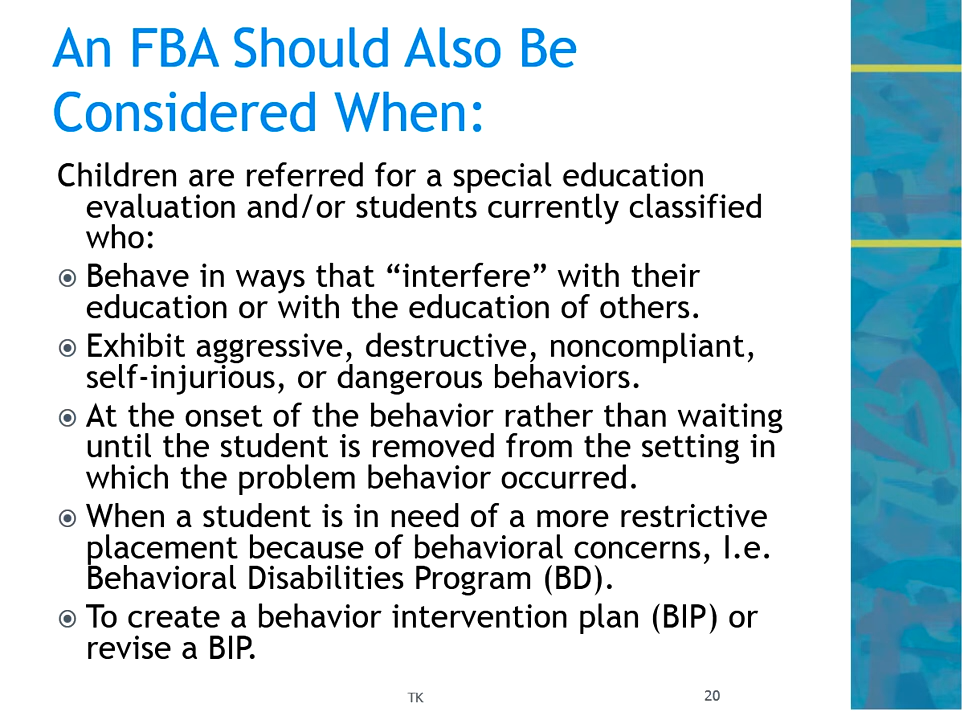 An FBA Should Also Be
Considered When:
Children are referred for a special education
evaluation and/or students currently classified
who:
Behave in ways that “interfere” with their
education or with the education of others.
Exhibit aggressive, destructive, noncompliant,
self-injurious, or dangerous behaviors.
At the onset of the behavior rather than waiting
until the student is removed from the setting in
which the problem behavior occurred.
When a student is in need of a more restrictive
placement because of behavioral concerns, I.e.
Behavioral Disabilities Program (BD).
To create a behavior intervention plan (BIP) or
revise a BIP.
TK
20